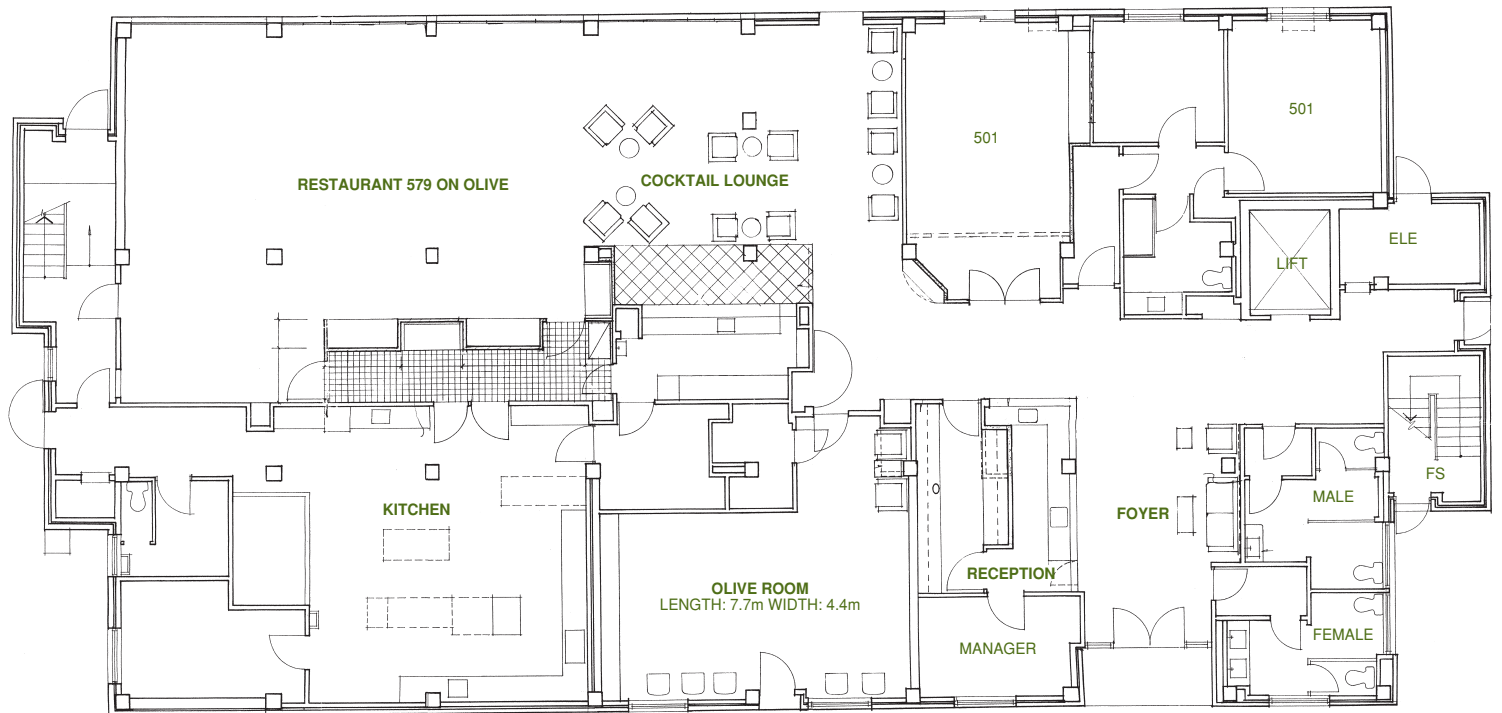 501
501
RESTAURANT 579 ON OLIVE
COCKTAIL LOUNGE
ELE
LIFT
FS
MALE
KITCHEN
FOYER
RECEPTION
OLIVE ROOM
LENGTH: 7.7m WIDTH: 4.4m
FEMALE
MANAGER